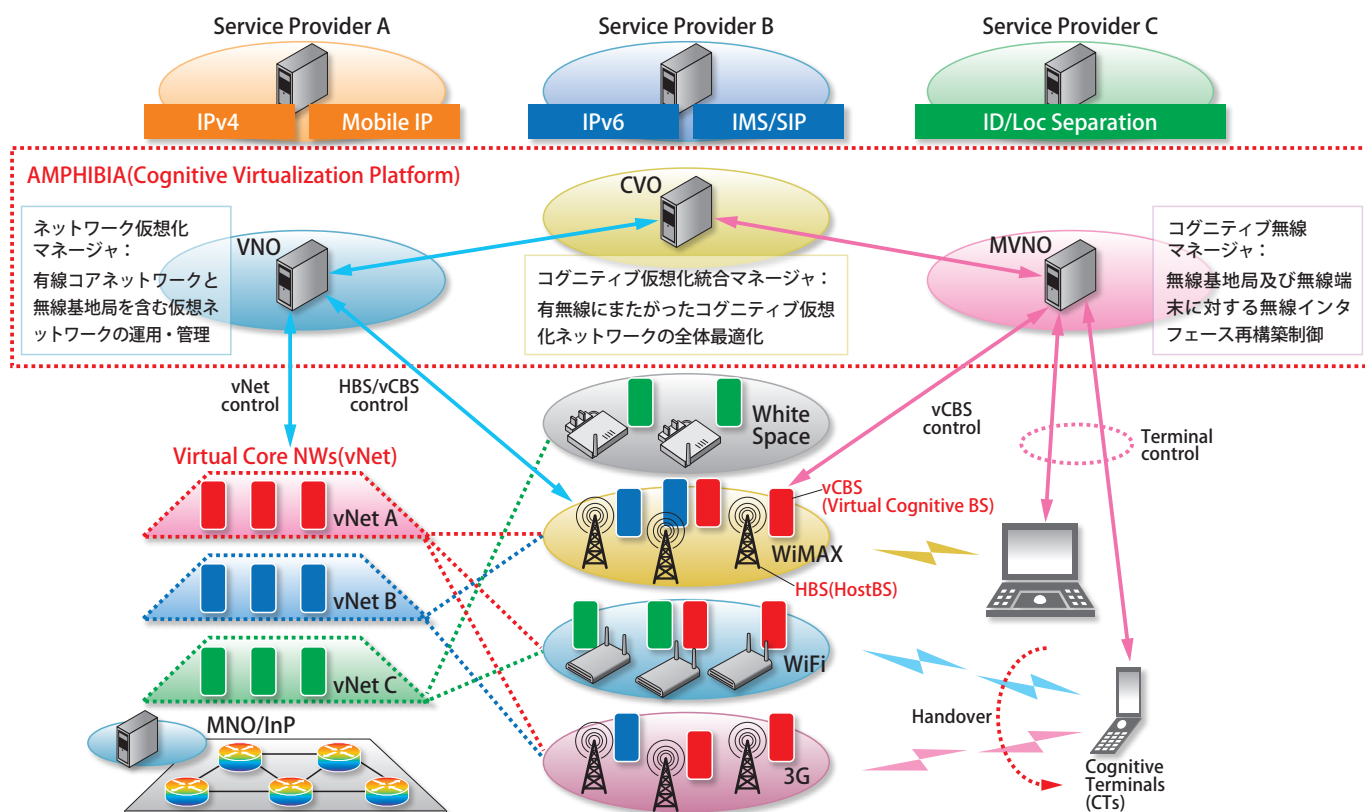 Service Provider A
Service Provider B
Service Provider C
IPv4
Mobile IP
IPv6
IMS/SIP
ID/Loc Separation
AMPHIBIA(Cognitive Virtualization Platform)
CVO
VNO
MVNO
ネットワーク仮想化
マネージャ：
有線コアネットワークと
無線基地局を含む仮想ネ
ットワークの運用・管理
コグニティブ仮想化統合マネージャ：
有無線にまたがったコグニティブ仮想
化ネットワークの全体最適化
コグニティブ無線
マネージャ：
無線基地局及び無線端
末に対する無線インタ
フェース再構築制御
vNet
control
HBS/vCBS
control
vCBS
control
Terminal
control
White
Space
Virtual Core NWs(vNet)
vNet A
vNet B
vNet C
vCBS
(Virtual Cognitive BS)
WiMAX
HBS(HostBS)
WiFi
3G
MNO/InP
Handover
Cognitive
Terminals
(CTs)